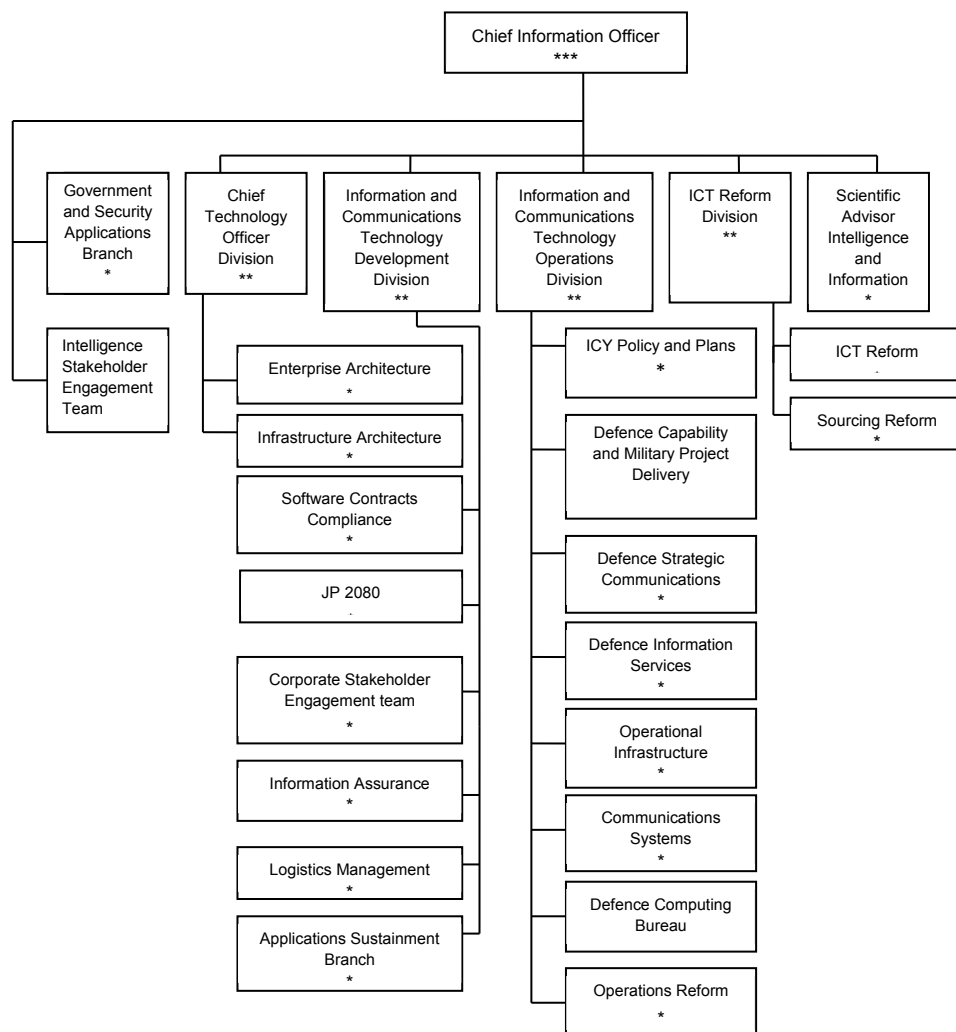 Chief Information Officer
***
Government
and Security
Applications
Branch
*
Chief
Technology
Officer
Division
**
Information and
Communications
Technology
Development
Division
**
Information and
Communications
Technology
Operations
Division
**
ICT Reform
Division
**
Scientific
Advisor
Intelligence
and
Information
*
Intelligence
Stakeholder
Engagement
Team
Enterprise Architecture
*
Infrastructure Architecture
*
Software Contracts
Compliance
*
JP 2080
.
Corporate Stakeholder
Engagement team
*
Information Assurance
*
Logistics Management
*
Applications Sustainment
Branch
*
ICY Policy and Plans
*
Defence Capability
and Military Project
Delivery
Defence Strategic
Communications
*
Defence Information
Services
*
Operational
Infrastructure
*
Communications
Systems
*
Defence Computing
Bureau
Operations Reform
*
ICT Reform
.
Sourcing Reform
*